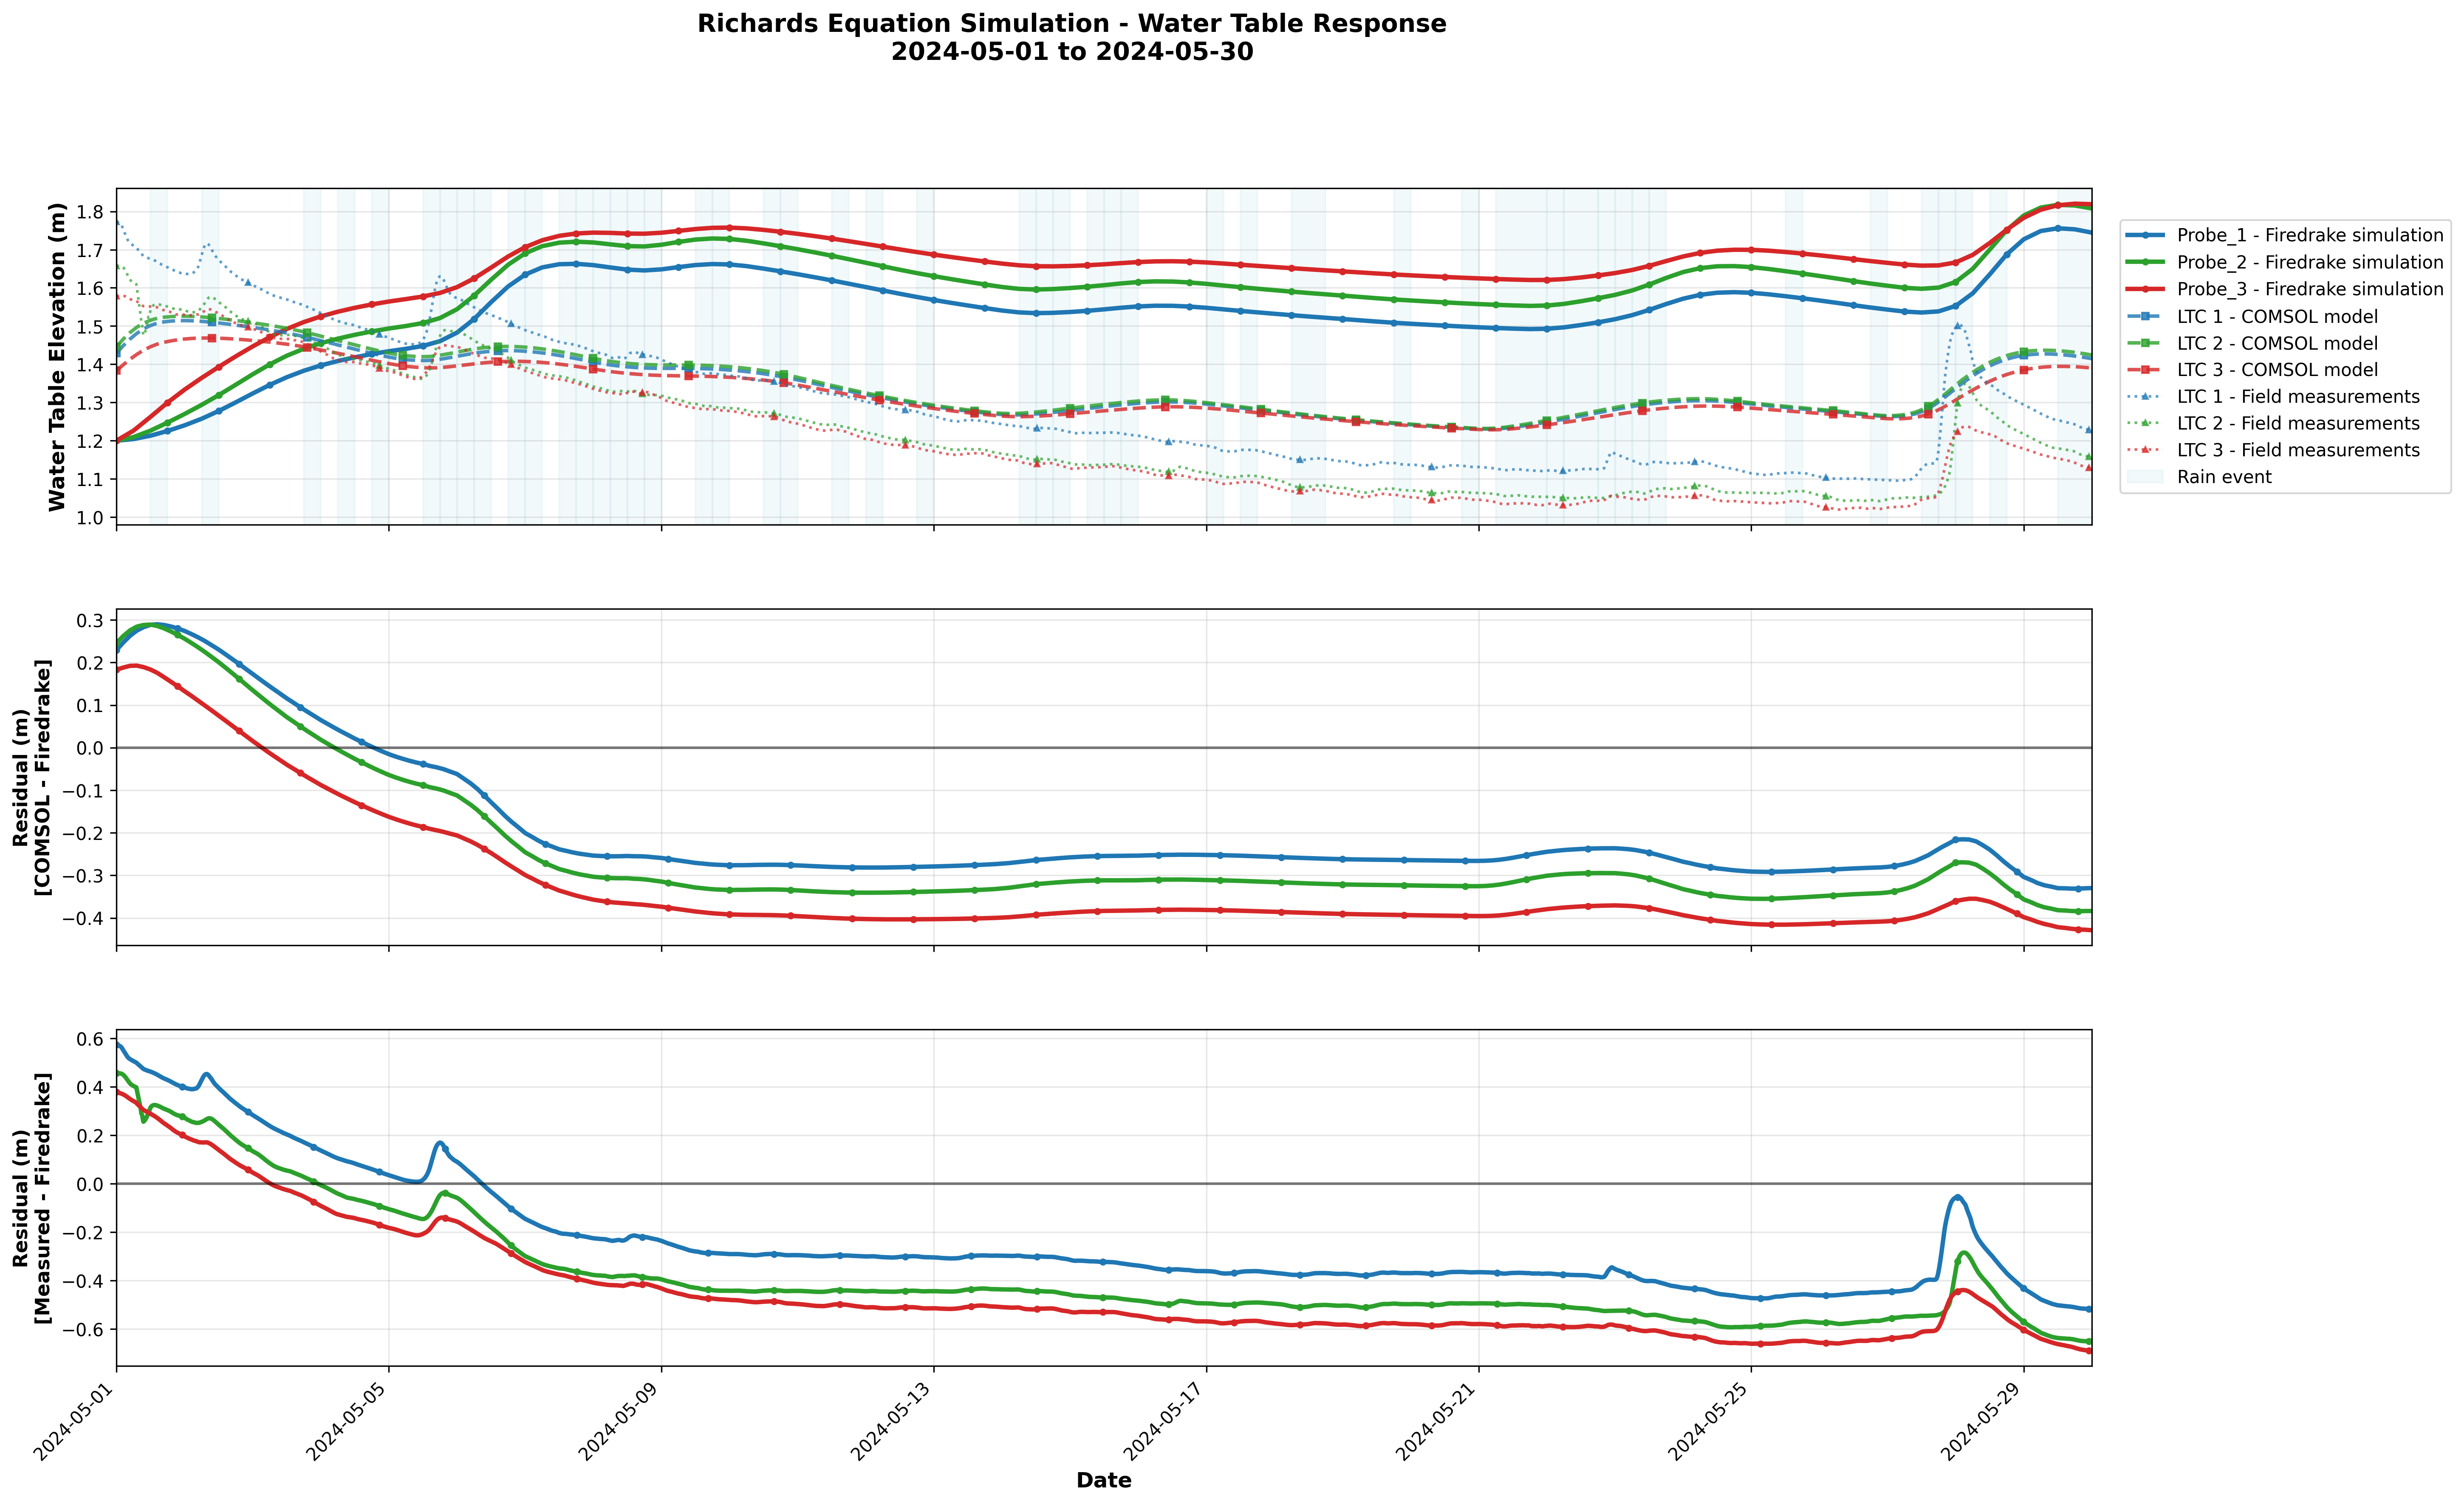 Richards Equation Simulation - Water Table Response
2024-05-01 to 2024-05-30
Water Table Elevation (m)
1.8
1.7
1.6
1.5
1.4
1.3
1.2
1.1
1.0
Probe_1 - Firedrake simulation
Probe_2 - Firedrake simulation
Probe_3 - Firedrake simulation
LTC 1 - COMSOL model
LTC 2 - COMSOL model
LTC 3 - COMSOL model
LTC 1 - Field measurements
LTC 2 - Field measurements
LTC 3 - Field measurements
Rain event
Residual (m)
[COMSOL - Firedrake]
0.3
0.2
0.1
0.0
−0.1
−0.2
−0.3
−0.4
Residual (m)
[Measured - Firedrake]
0.6
0.4
0.2
0.0
−0.2
−0.4
−0.6
2024-05-01
2024-05-05
2024-05-09
2024-05-13
2024-05-17
2024-05-21
2024-05-25
2024-05-29
Date